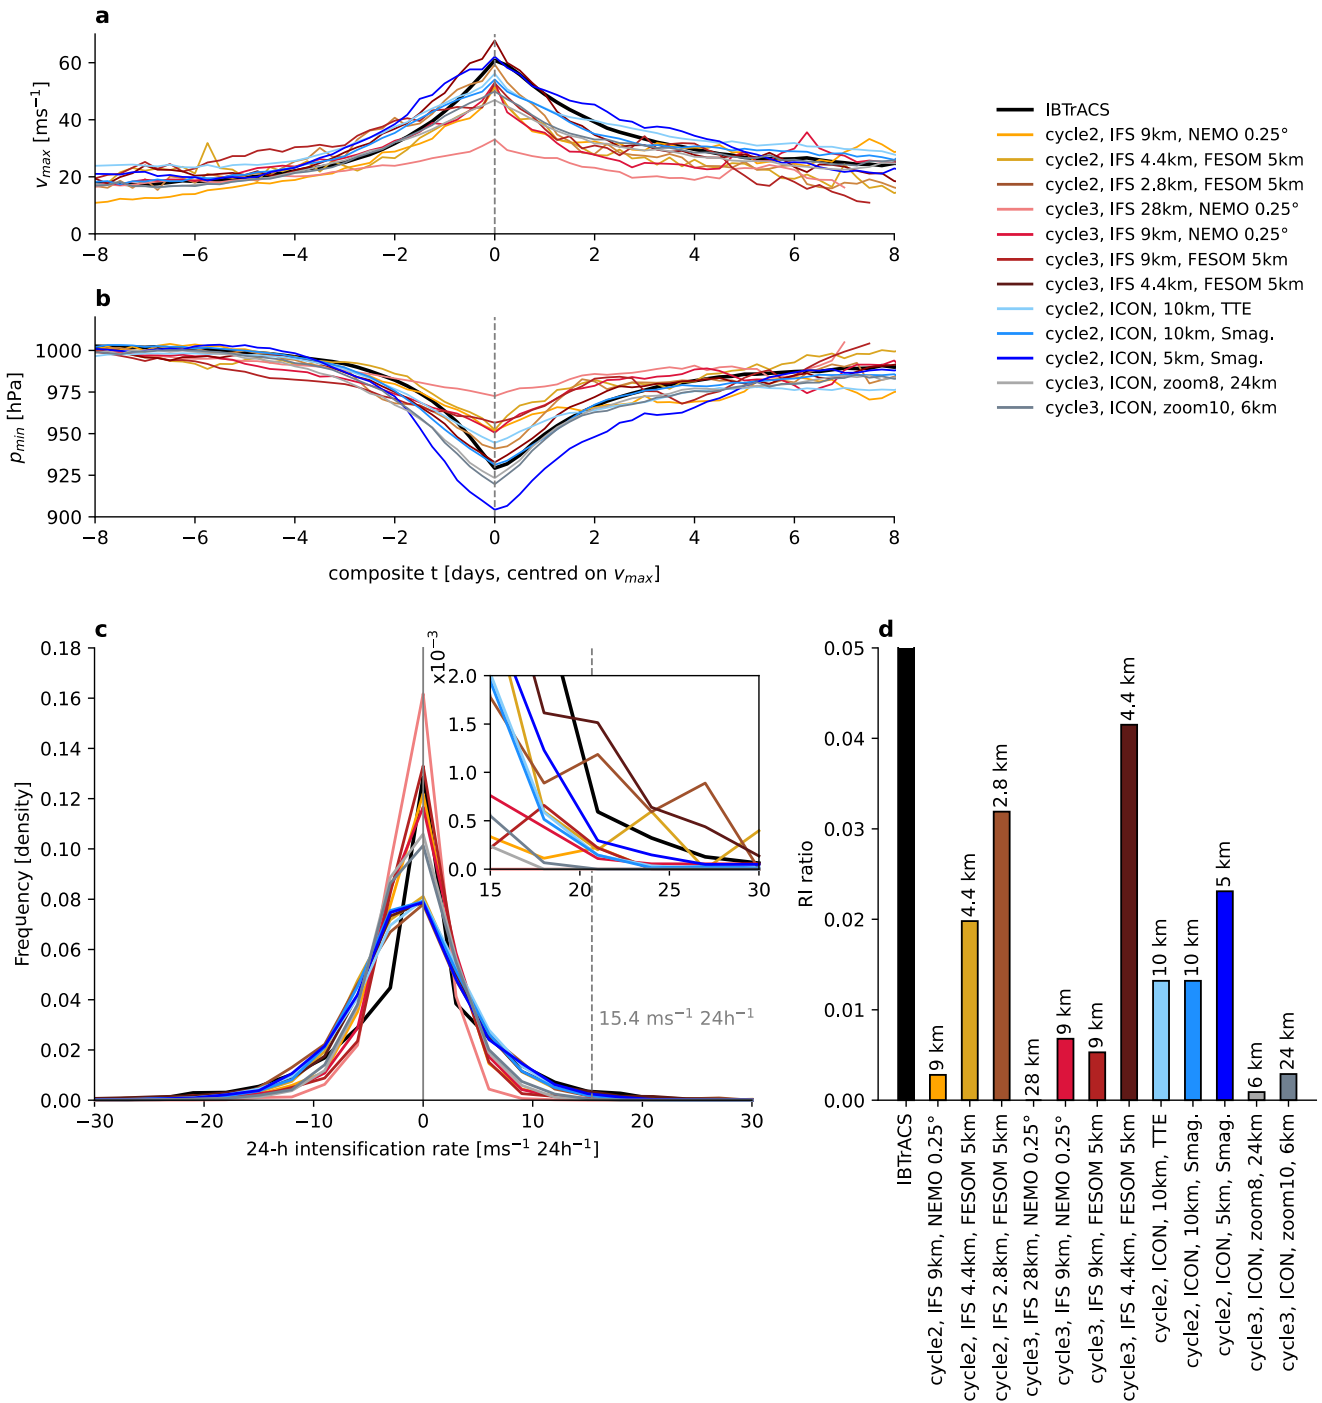 a
60
40
20
0
v_max [ms⁻¹]
−8 −6 −4 −2 0 2 4 6 8
IBTrACS
cycle2, IFS 9km, NEMO 0.25°
cycle2, IFS 4.4km, FESOM 5km
cycle2, IFS 2.8km, FESOM 5km
cycle3, IFS 28km, NEMO 0.25°
cycle3, IFS 9km, NEMO 0.25°
cycle3, IFS 9km, FESOM 5km
cycle3, IFS 4.4km, FESOM 5km
cycle2, ICON, 10km, TTE
cycle2, ICON, 10km, Smag.
cycle2, ICON, 5km, Smag.
cycle3, ICON, zoom8, 24km
cycle3, ICON, zoom10, 6km
b
1000
975
950
925
900
p_min [hPa]
−8 −6 −4 −2 0 2 4 6 8
composite t [days, centred on v_max]
c
0.18
0.16
0.14
0.12
0.10
0.08
0.06
0.04
0.02
0.00
Frequency [density]
−30 −20 −10 0 10 20 30
24-h intensification rate [ms⁻¹ 24h⁻¹]
x10⁻³
2.0
1.5
1.0
0.5
0.0
15 20 25 30
15.4 ms⁻¹ 24h⁻¹
d
0.05
0.04
0.03
0.02
0.01
0.00
RI ratio
9 km
4.4 km
2.8 km
28 km
9 km
9 km
4.4 km
10 km
10 km
5 km
6 km
24 km
IBTrACS
cycle2, IFS 9km, NEMO 0.25°
cycle2, IFS 4.4km, FESOM 5km
cycle2, IFS 2.8km, FESOM 5km
cycle3, IFS 28km, NEMO 0.25°
cycle3, IFS 9km, NEMO 0.25°
cycle3, IFS 9km, FESOM 5km
cycle3, IFS 4.4km, FESOM 5km
cycle2, ICON, 10km, TTE
cycle2, ICON, 10km, Smag.
cycle2, ICON, 5km, Smag.
cycle3, ICON, zoom8, 24km
cycle3, ICON, zoom10, 6km